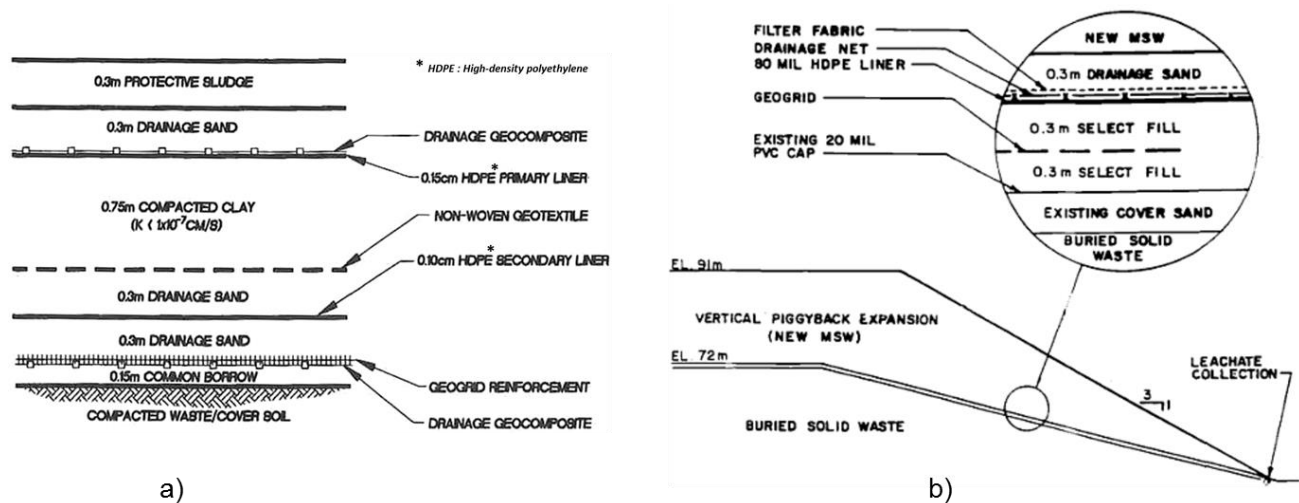 * HDPE : High-density polyethylene
0.3m PROTECTIVE SLUDGE
0.3m DRAINAGE SAND
DRAINAGE GEOCOMPOSITE
0.15cm HDPE* PRIMARY LINER
0.75m COMPACTED CLAY
(K < 1x10⁻⁷CM/S)
NON-WOVEN GEOTEXTILE
0.10cm HDPE* SECONDARY LINER
0.3m DRAINAGE SAND
0.3m DRAINAGE SAND
0.15m COMMON BORROW
GEOGRID REINFORCEMENT
COMPACTED WASTE/COVER SOIL
DRAINAGE GEOCOMPOSITE
a)
FILTER FABRIC
DRAINAGE NET
80 MIL HDPE LINER
GEOGRID
EXISTING 20 MIL
PVC CAP
NEW MSW
0.3m DRAINAGE SAND
0.3m SELECT FILL
0.3m SELECT FILL
EXISTING COVER SAND
BURIED SOLID
WASTE
EL. 91m
VERTICAL PIGGYBACK EXPANSION
(NEW MSW)
EL. 72m
LEACHATE
COLLECTION
3
1
BURIED SOLID WASTE
b)